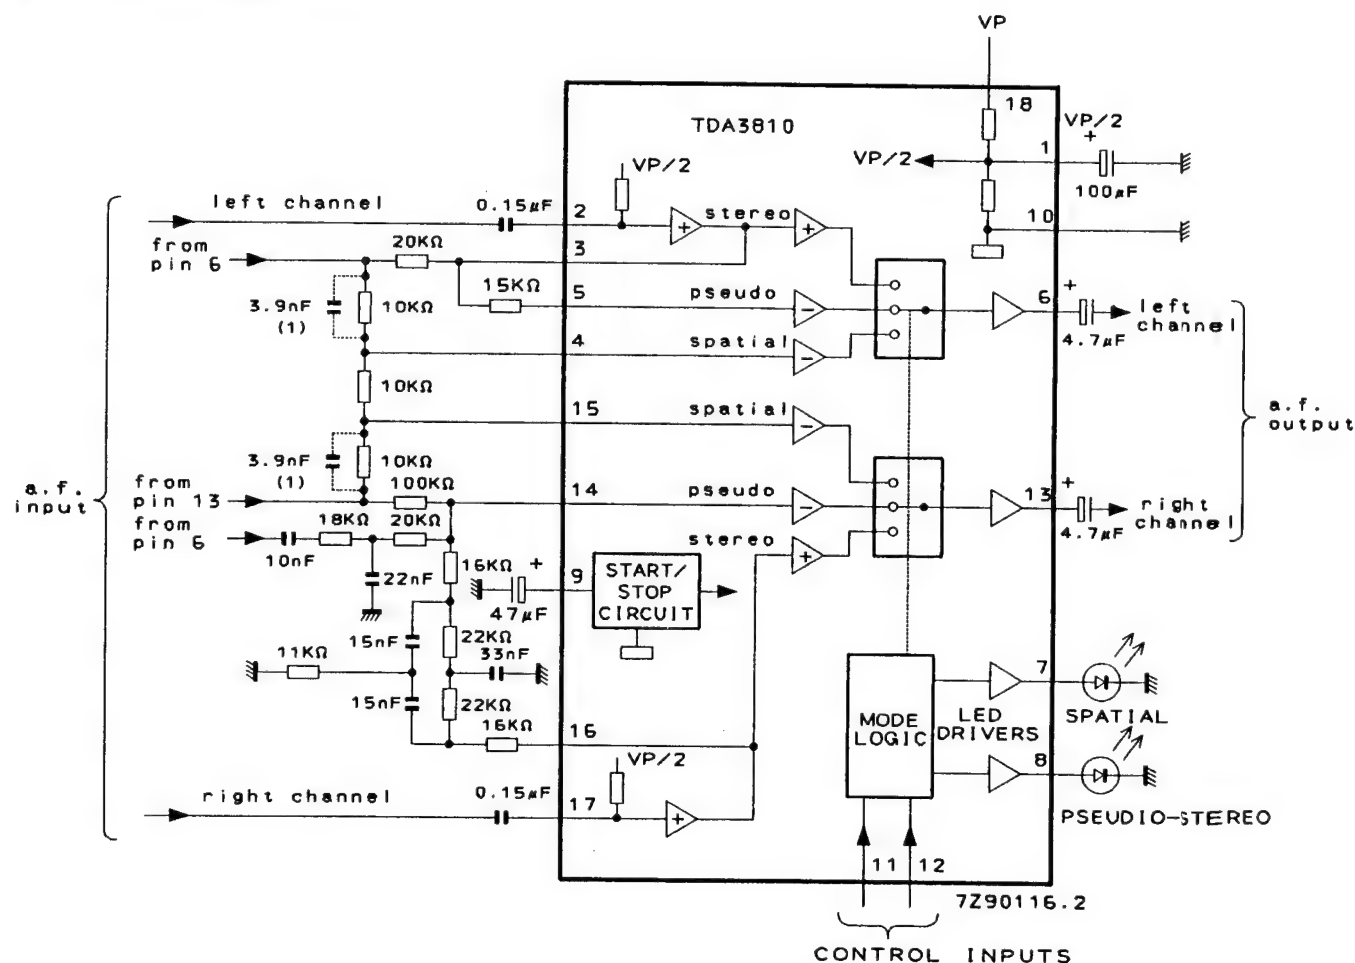 VP
18
TDA3810
VP/2
+
1
VP/2
VP/2
100µF
left channel
0.15µF
2
+
stereo
+
10
from
pin 6
20KΩ
3
15KΩ
5
pseudo
−
6
+
left
channel
4.7µF
3.9nF
(1)
10KΩ
4
spatial
−
10KΩ
15
spatial
−
a.f.
output
3.9nF
(1)
10KΩ
a.f.
input
from
pin 13
100KΩ
14
pseudo
−
13
+
right
channel
4.7µF
from
pin 6
18KΩ
20KΩ
stereo
+
10nF
22nF
16KΩ
+
9
47µF
START/
STOP
CIRCUIT
15nF
22KΩ
11KΩ
33nF
15nF
22KΩ
7
SPATIAL
MODE
LOGIC
LED
DRIVERS
16KΩ
16
VP/2
8
PSEUDIO-STEREO
right channel
0.15µF
17
+
11
12
7Z90116.2
CONTROL INPUTS